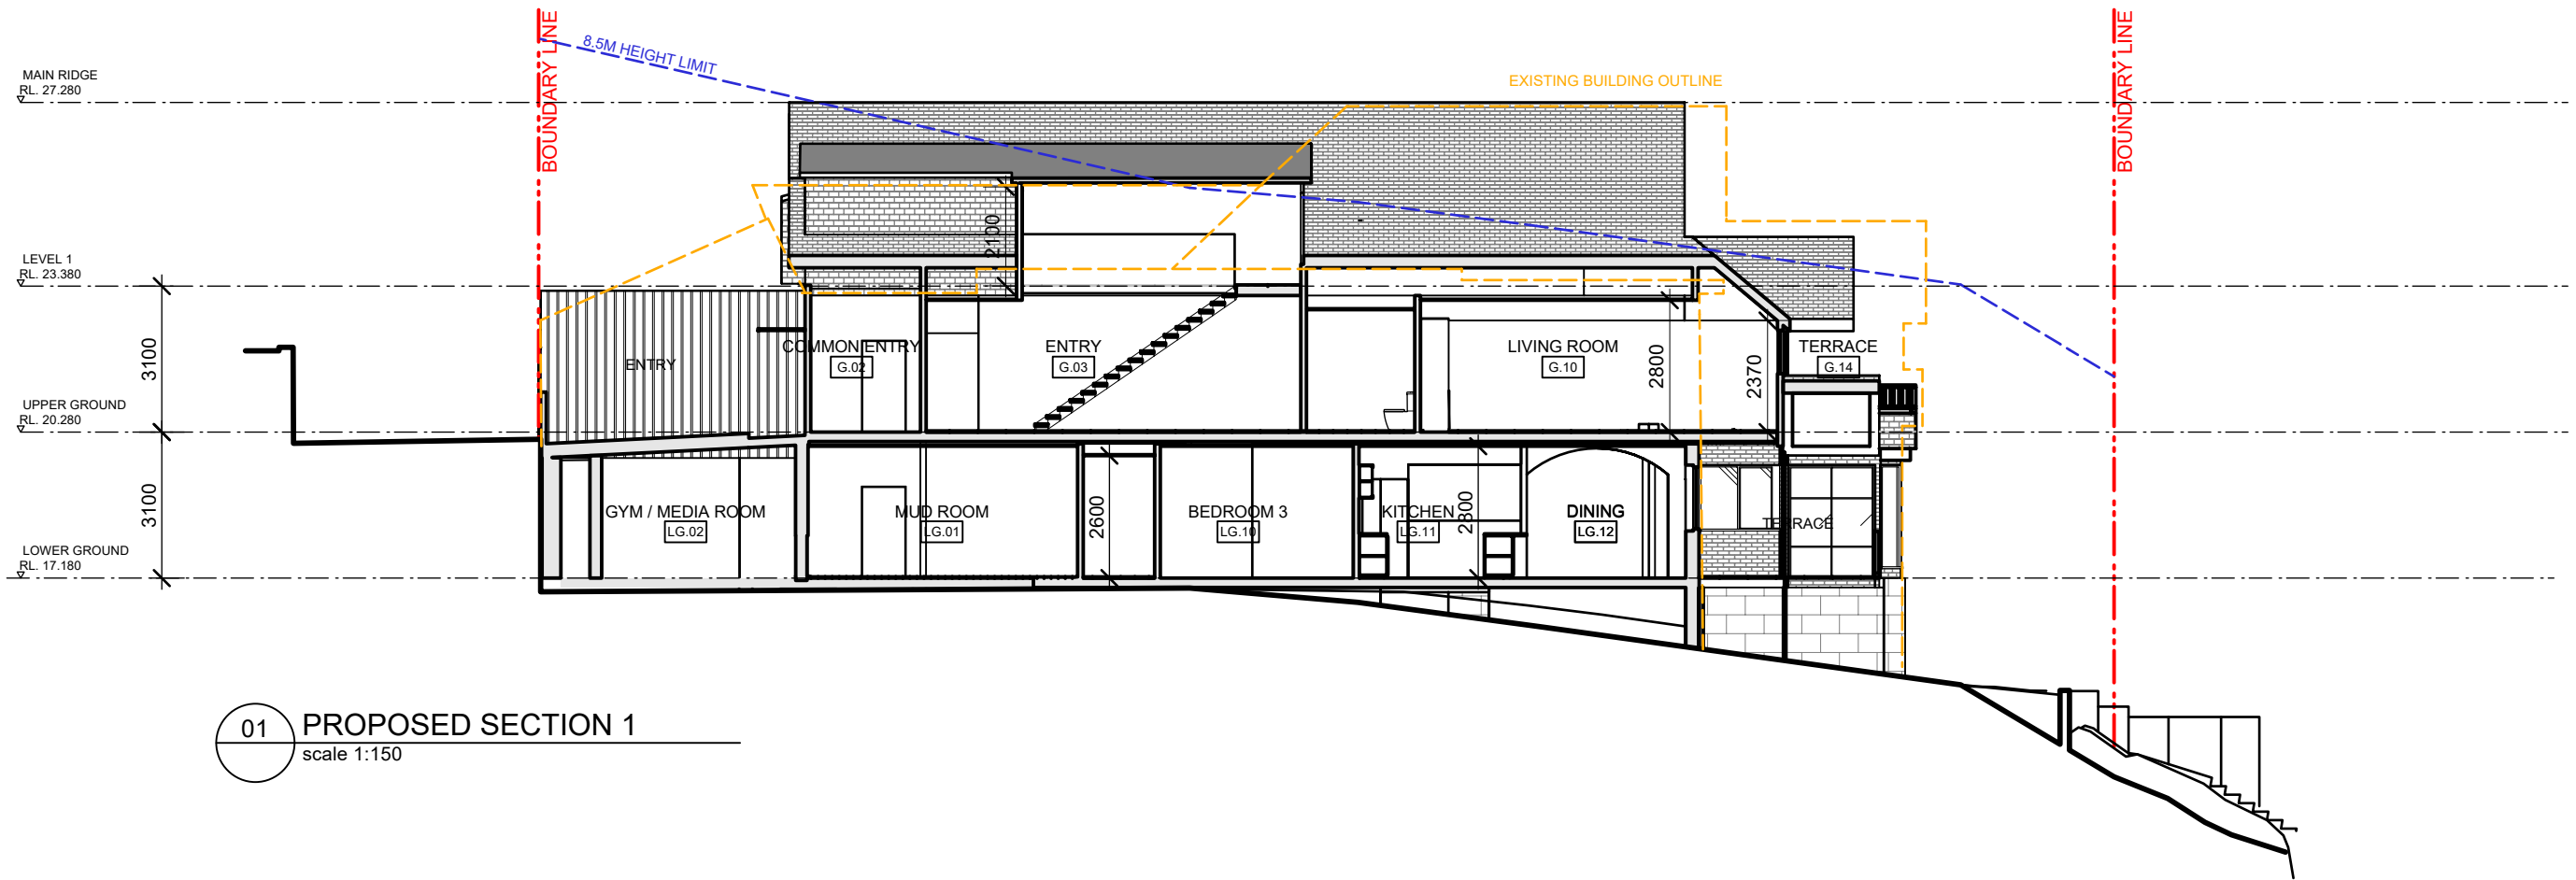 BOUNDARY LINE
BOUNDARY LINE
8.5M HEIGHT LIMIT
EXISTING BUILDING OUTLINE
MAIN RIDGE
RL. 27.280
LEVEL 1
RL. 23.380
2100
3100
COMMON ENTRY
G.02
ENTRY
G.03
ENTRY
LIVING ROOM
G.10
2800
2370
TERRACE
G.14
UPPER GROUND
RL. 20.280
3100
GYM / MEDIA ROOM
LG.02
MUD ROOM
LG.01
2600
BEDROOM 3
LG.10
KITCHEN
LG.11
2800
DINING
LG.12
TERRACE
LOWER GROUND
RL. 17.180
01
PROPOSED SECTION 1
scale 1:150